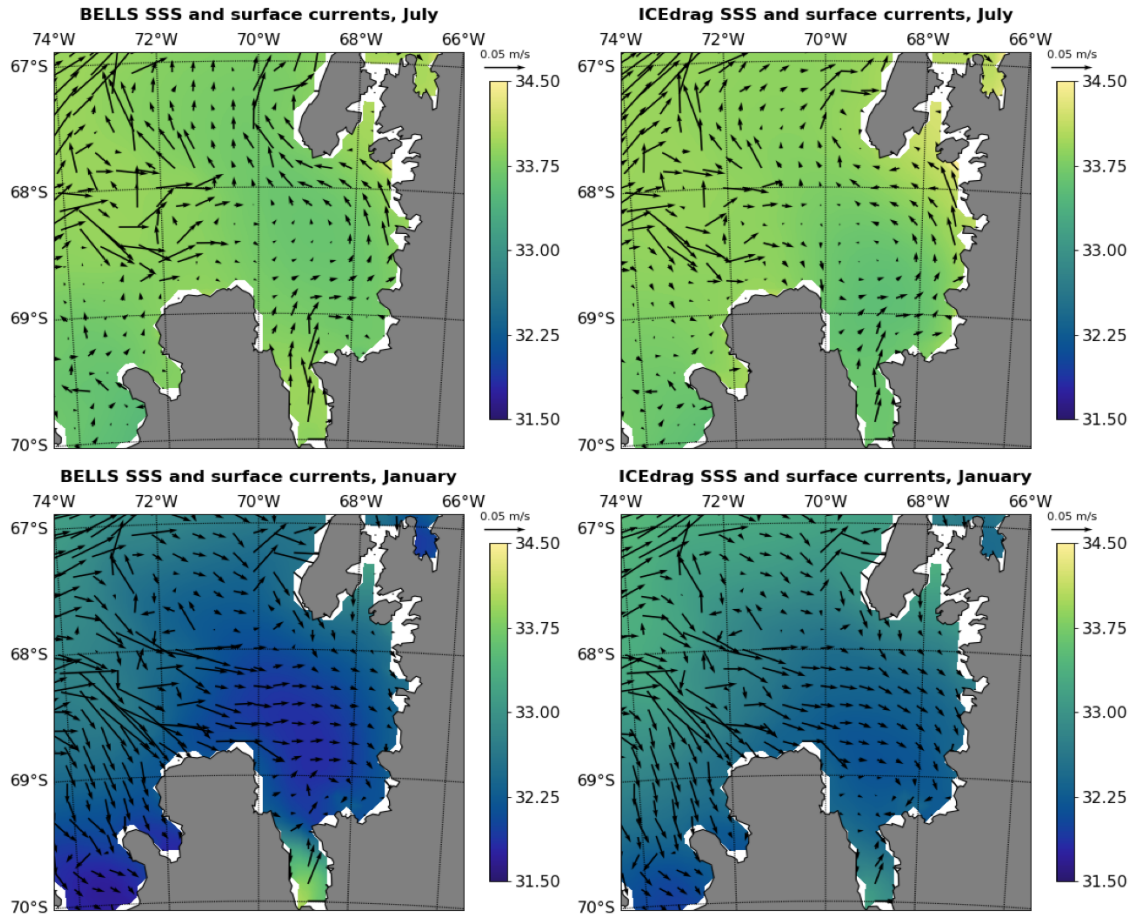 BELLS SSS and surface currents, July
74°W 72°W 70°W 68°W 66°W
0.05 m/s
67°S
68°S
69°S
70°S
34.50
33.75
33.00
32.25
31.50
ICEdrag SSS and surface currents, July
74°W 72°W 70°W 68°W 66°W
0.05 m/s
67°S
68°S
69°S
70°S
34.50
33.75
33.00
32.25
31.50
BELLS SSS and surface currents, January
74°W 72°W 70°W 68°W 66°W
0.05 m/s
67°S
68°S
69°S
70°S
34.50
33.75
33.00
32.25
31.50
ICEdrag SSS and surface currents, January
74°W 72°W 70°W 68°W 66°W
0.05 m/s
67°S
68°S
69°S
70°S
34.50
33.75
33.00
32.25
31.50